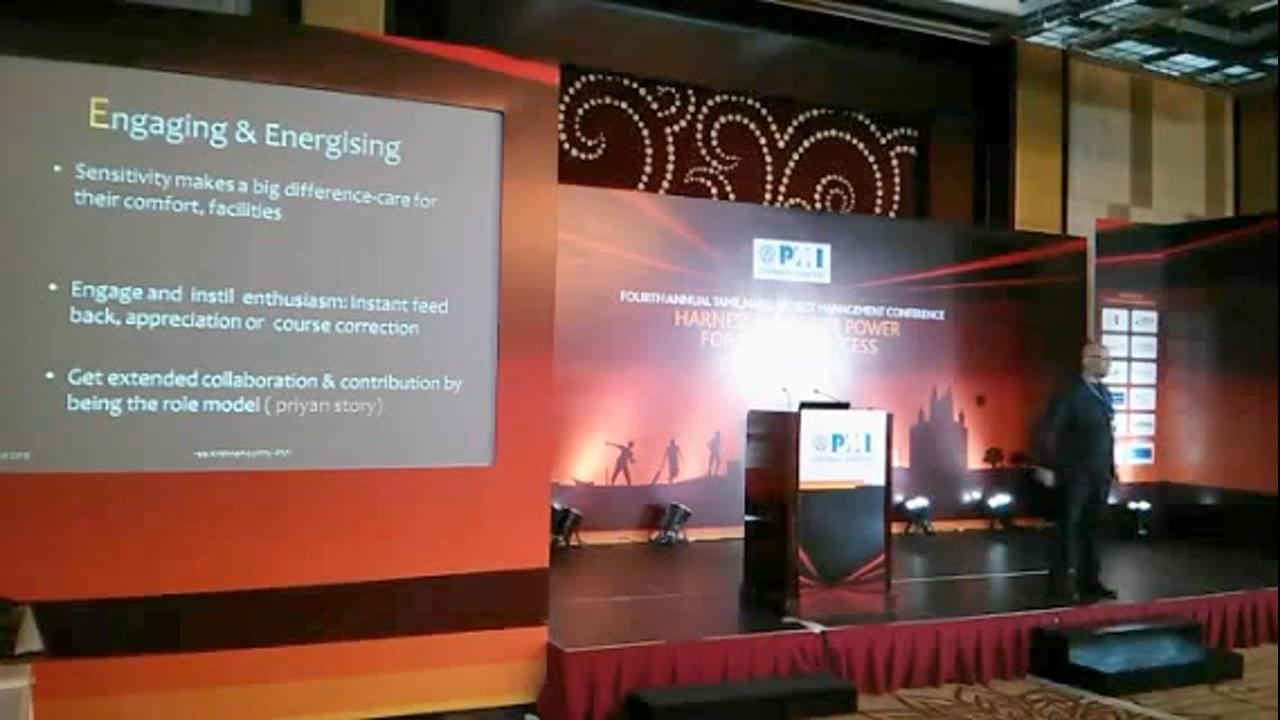 Engaging & Energising
• Sensitivity makes a big difference-care for
their comfort, facilities
• Engage and instil enthusiasm: Instant feed
back, appreciation or course correction
• Get extended collaboration & contribution by
being the role model ( priyan story)
PMI
FOURTH ANNUAL TAMIL NADU PROJECT MANAGEMENT CONFERENCE
POWER
FOR
PMI